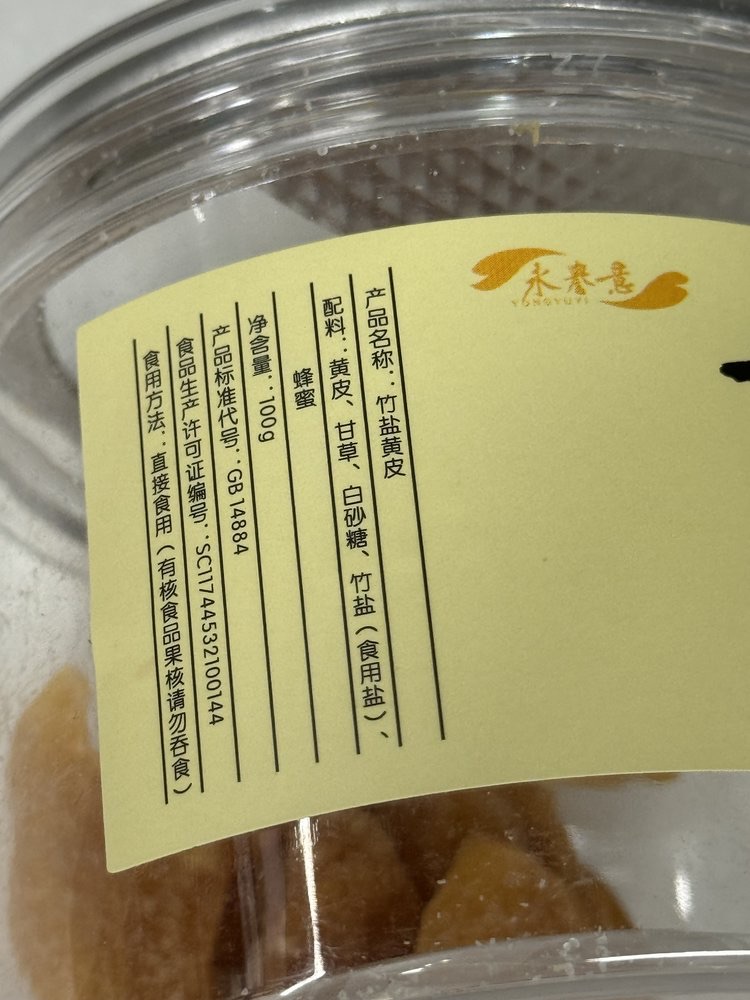 永誊意
YONGYUYI
产品名称：竹盐黄皮
配料：黄皮、甘草、白砂糖、竹盐（食用盐）、
蜂蜜
净含量：100g
产品标准代号：GB 14884
食品生产许可证编号：SC11744532100144
食用方法：直接食用（有核食品果核请勿吞食）